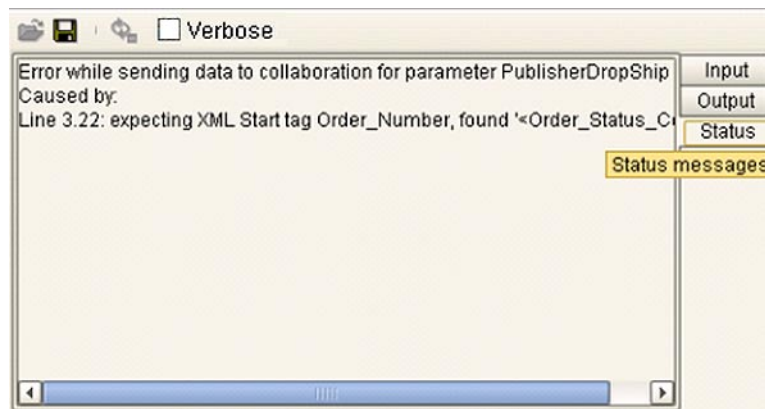 Verbose
Error while sending data to collaboration for parameter PublisherDropShip
Caused by:
Line 3.22: expecting XML Start tag Order_Number, found '<Order_Status_C
Input
Output
Status
Status messages